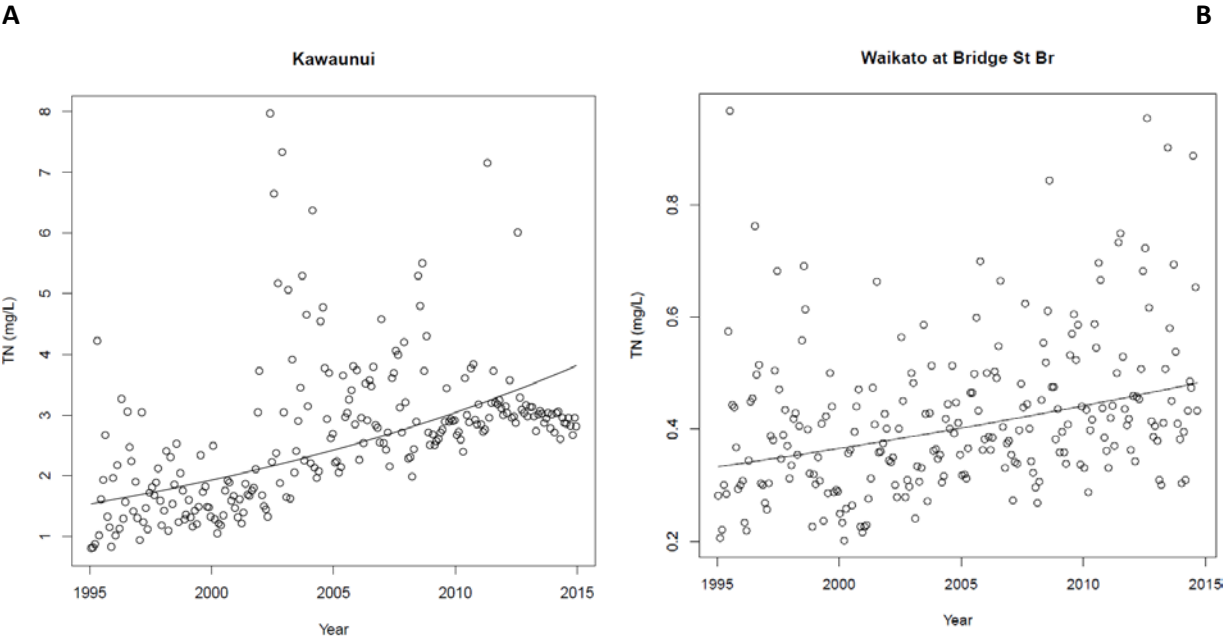 A
B
Kawaunui
Waikato at Bridge St Br
TN (mg/L)
8
7
6
5
4
3
2
1
1995 2000 2005 2010 2015
Year
TN (mg/L)
0.8
0.6
0.4
0.2
1995 2000 2005 2010 2015
Year